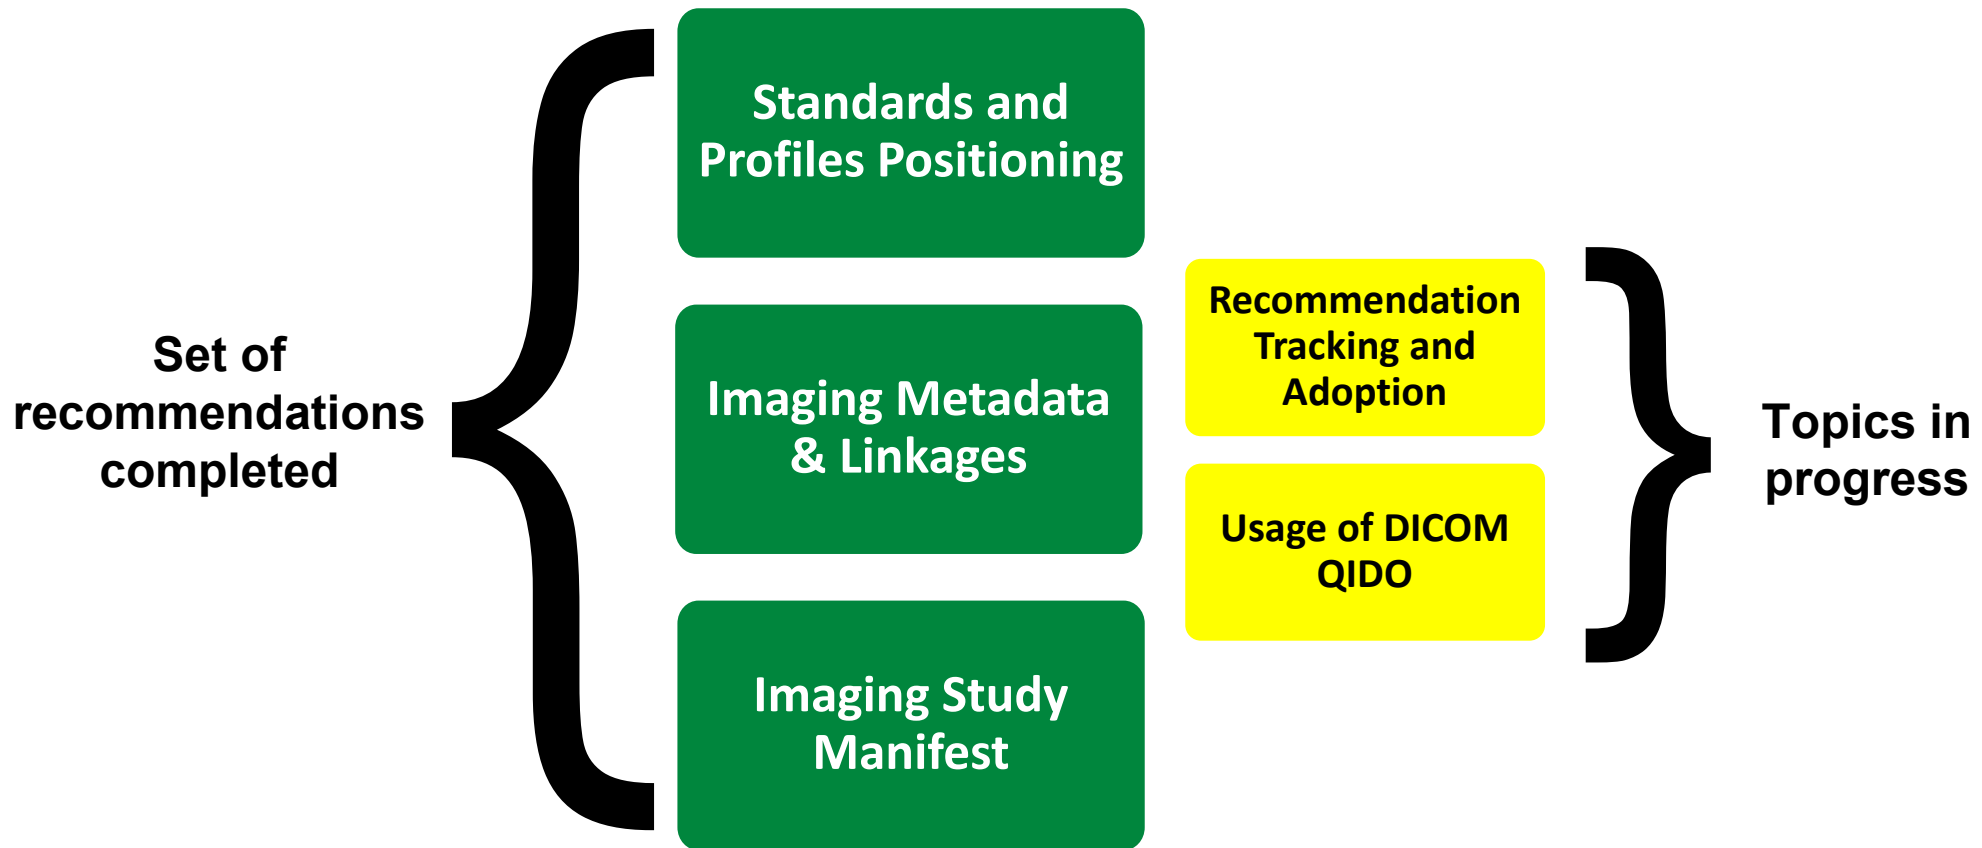 Set of
recommendations
completed
Standards and
Profiles Positioning
Imaging Metadata
& Linkages
Imaging Study
Manifest
Recommendation
Tracking and
Adoption
Usage of DICOM
QIDO
Topics in
progress